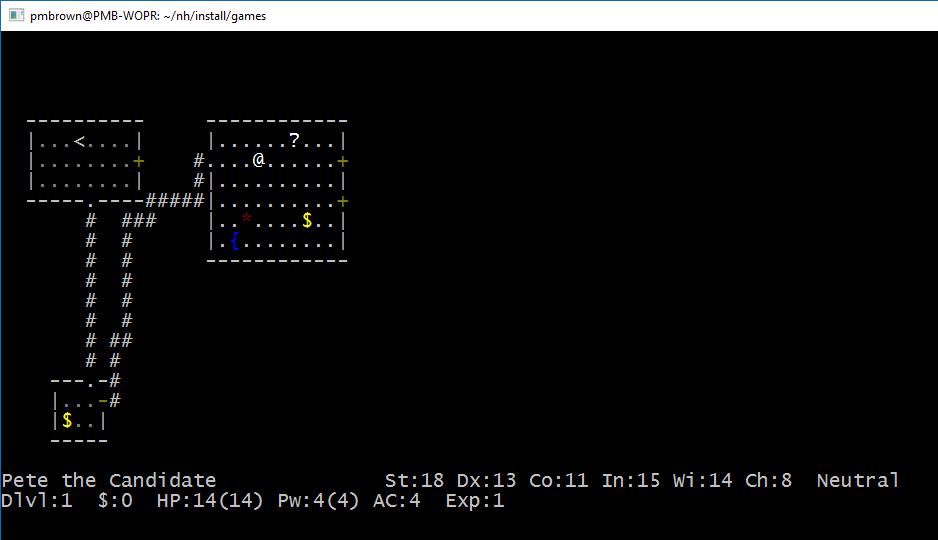 pmbrown@PMB-WOPR: ~/nh/install/games
------------ ------------
|...<....| |......?...|
|........+ #....@......+
|........| #|..........|
-----.----#####|..........+
# ### |..*....$..|
# # |.{........|
# # ------------
# #
# #
# #
# ##
# #
---.-#
|...-#
|$..|
-----
Pete the Candidate St:18 Dx:13 Co:11 In:15 Wi:14 Ch:8 Neutral
Dlvl:1 $:0 HP:14(14) Pw:4(4) AC:4 Exp:1